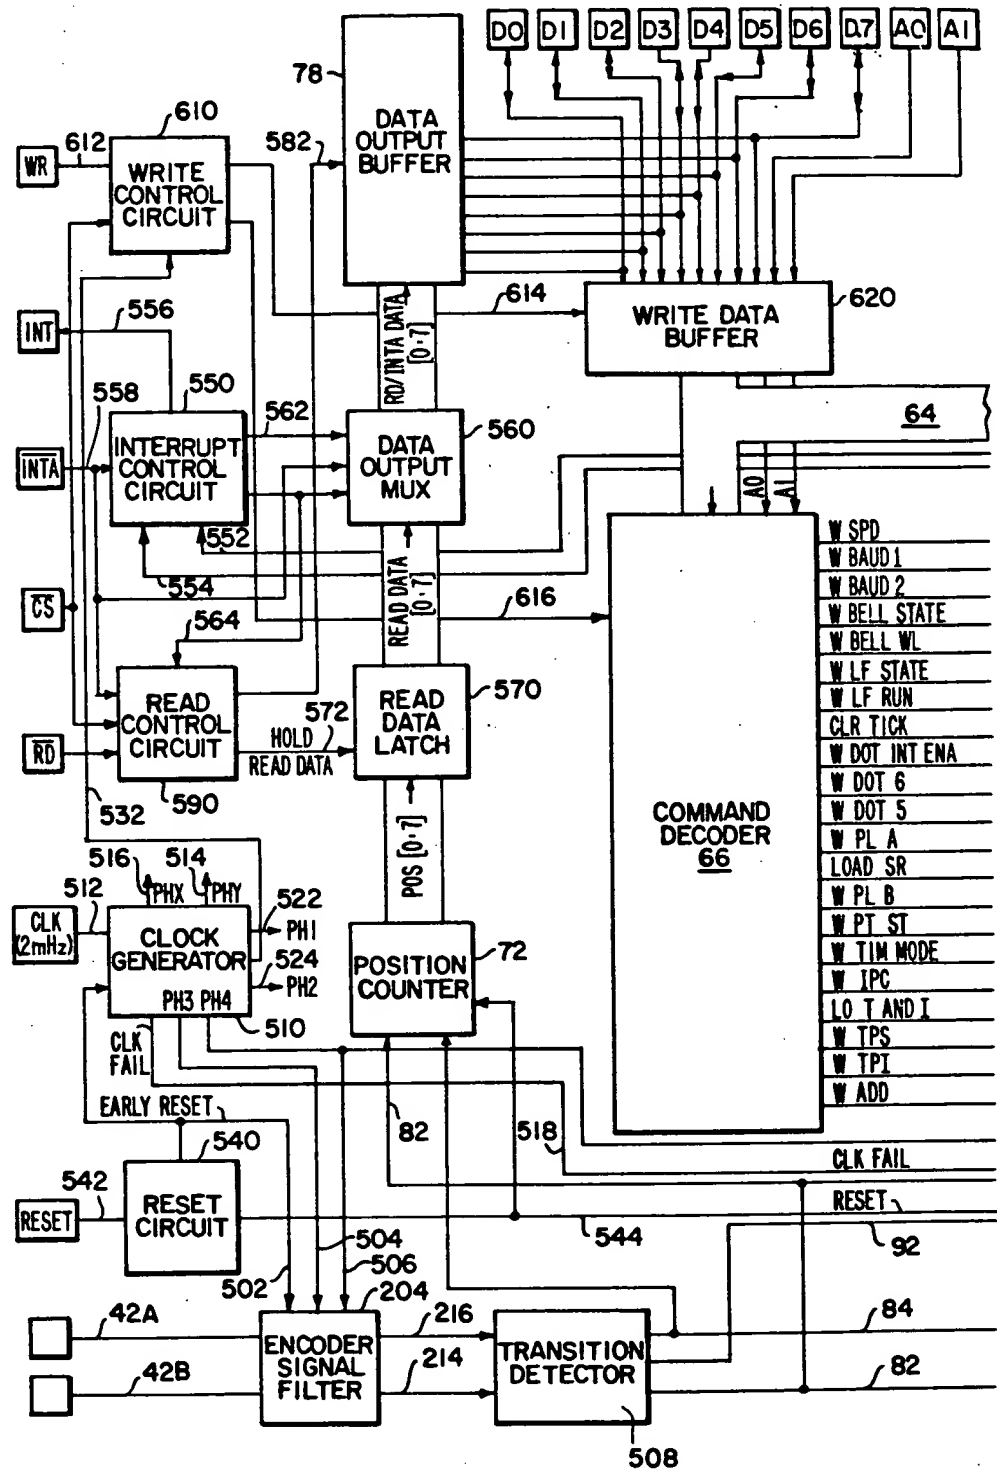 D0 D1 D2 D3 D4 D5 D6 D7 A0 A1
78
610
612
582
WR
WRITE
CONTROL
CIRCUIT
DATA
OUTPUT
BUFFER
614
620
WRITE DATA
BUFFER
556
INT
RD/INTA DATA
[0:7]
64
558
550
562
560
INTA
INTERRUPT
CONTROL
CIRCUIT
DATA
OUTPUT
MUX
A0
A1
552
554
READ DATA
[0:7]
616
CS
564
W SPD
W BAUD 1
W BAUD 2
W BELL STATE
W BELL WL
W LF STATE
W LF RUN
CLR TICK
W DOT INT ENA
W DOT 6
W DOT 5
W PL A
LOAD SR
W PL B
W PT ST
W TIM MODE
W IPC
LO T AND I
W TPS
W TPI
W ADD
COMMAND
DECODER
66
READ
CONTROL
CIRCUIT
572
HOLD
READ DATA
READ
DATA
LATCH
570
RD
590
532
516
514
PHX
PHY
POS [0:7]
512
522
CLK
(2mHz)
CLOCK
GENERATOR
PH1
524
PH2
PH3 PH4
510
POSITION
COUNTER
72
CLK
FAIL
EARLY RESET
540
82
518
CLK FAIL
542
RESET
RESET
CIRCUIT
RESET
544
92
504
506
502
204
42A
216
84
ENCODER
SIGNAL
FILTER
TRANSITION
DETECTOR
42B
214
82
508